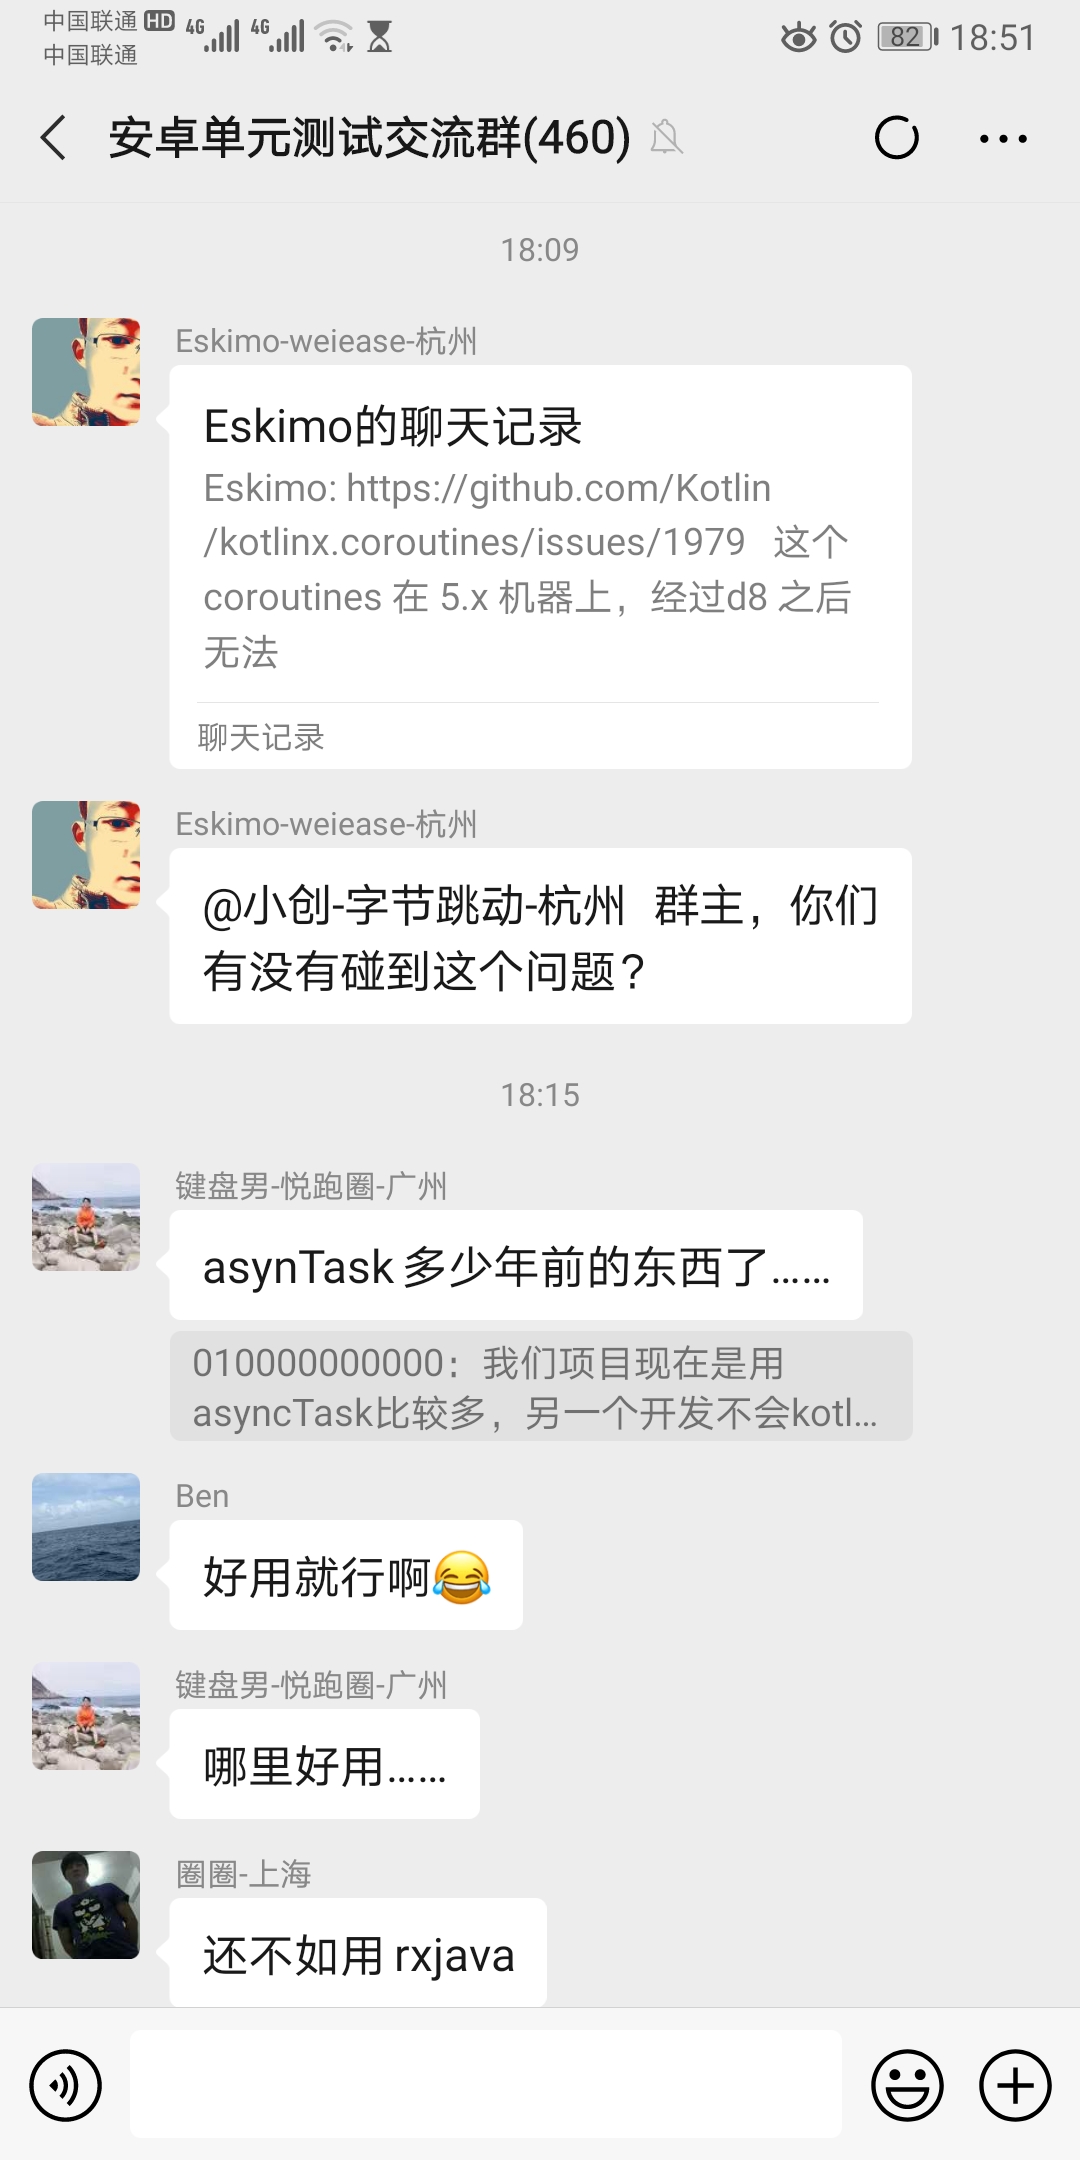 中国联通 HD 4G 4G 82 18:51
中国联通
安卓单元测试交流群(460)
18:09
Eskimo-weiease-杭州
Eskimo的聊天记录
Eskimo: https://github.com/Kotlin
/kotlinx.coroutines/issues/1979 这个
coroutines 在 5.x 机器上，经过d8 之后
无法
聊天记录
Eskimo-weiease-杭州
@小创-字节跳动-杭州 群主，你们
有没有碰到这个问题？
18:15
键盘男-悦跑圈-广州
asynTask 多少年前的东西了……
010000000000：我们项目现在是用
asyncTask比较多，另一个开发不会kotl...
Ben
好用就行啊😂
键盘男-悦跑圈-广州
哪里好用……
圈圈-上海
还不如用 rxjava